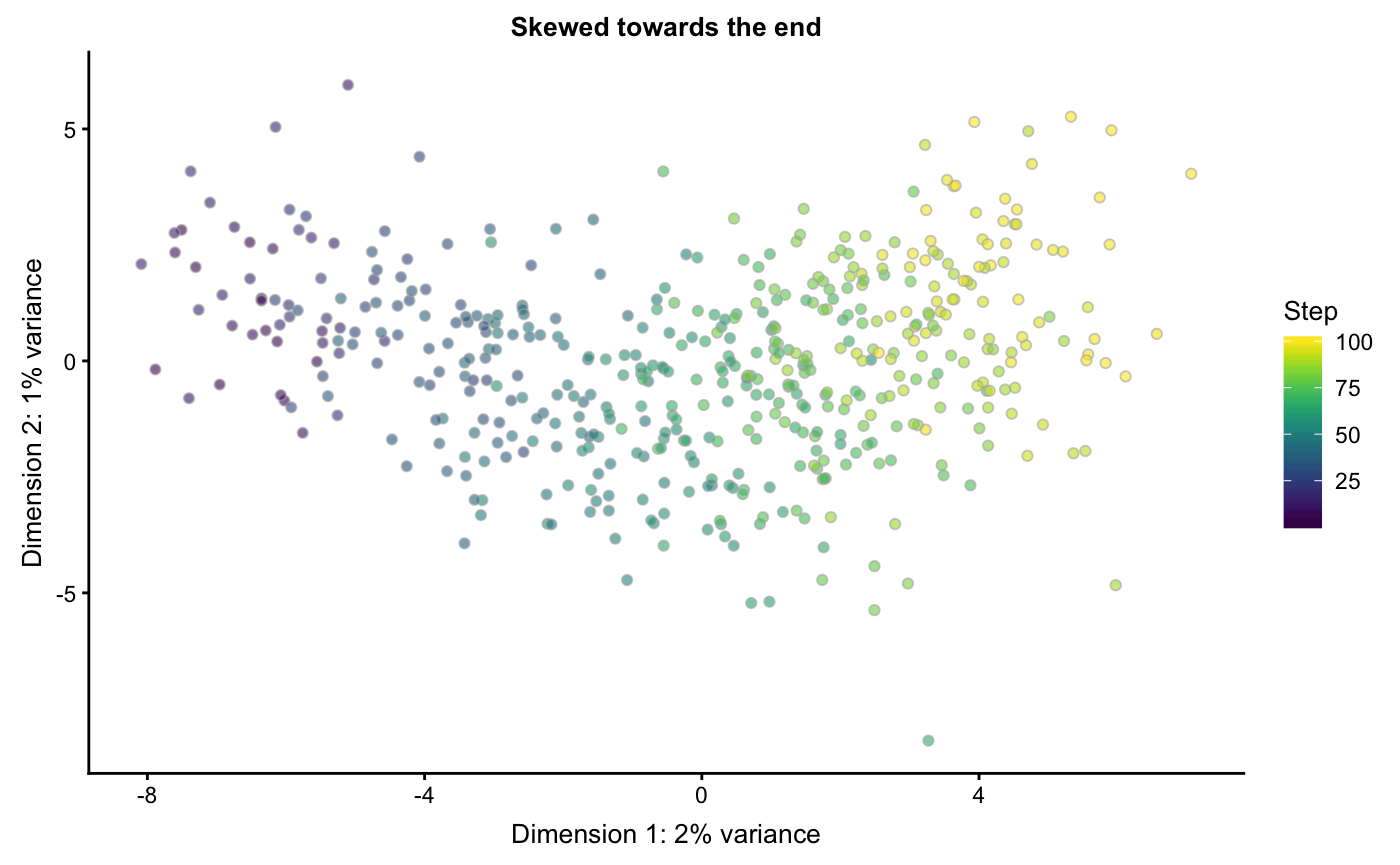 Skewed towards the end
5
0
-5
Dimension 2: 1% variance
-8
-4
0
4
Dimension 1: 2% variance
Step
100
75
50
25